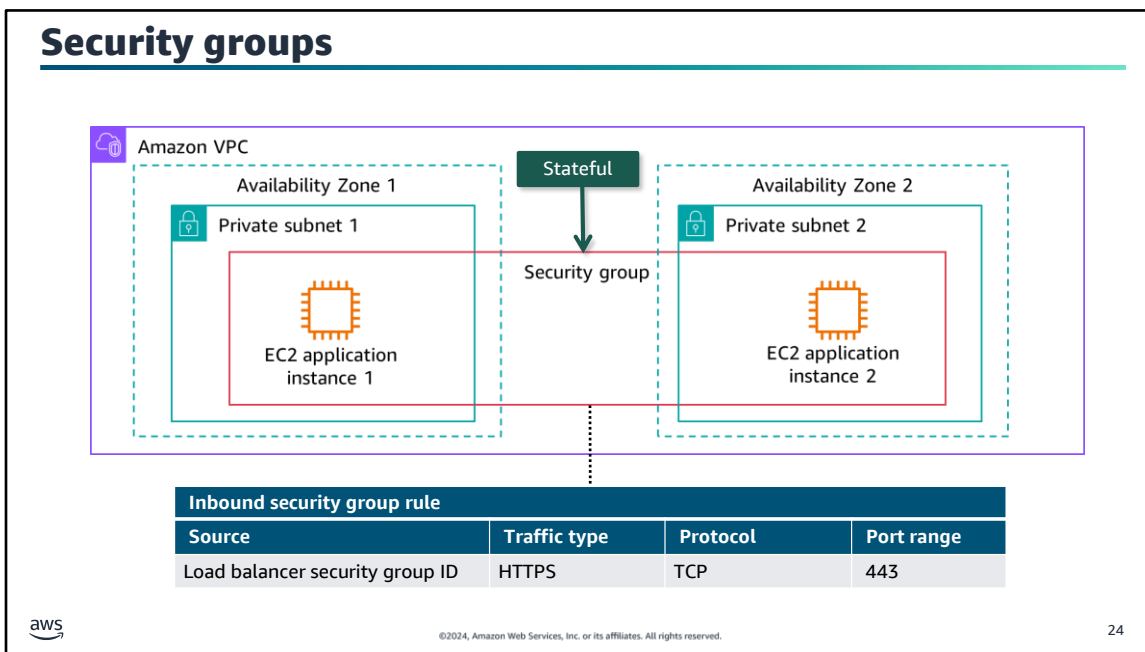 Security groups
Amazon VPC
Stateful
Availability Zone 1
Availability Zone 2
Private subnet 1
Private subnet 2
Security group
EC2 application
instance 1
EC2 application
instance 2
Inbound security group rule
Source Traffic type Protocol Port range
Load balancer security group ID HTTPS TCP 443
aws
©2024, Amazon Web Services, Inc. or its affiliates. All rights reserved.
24